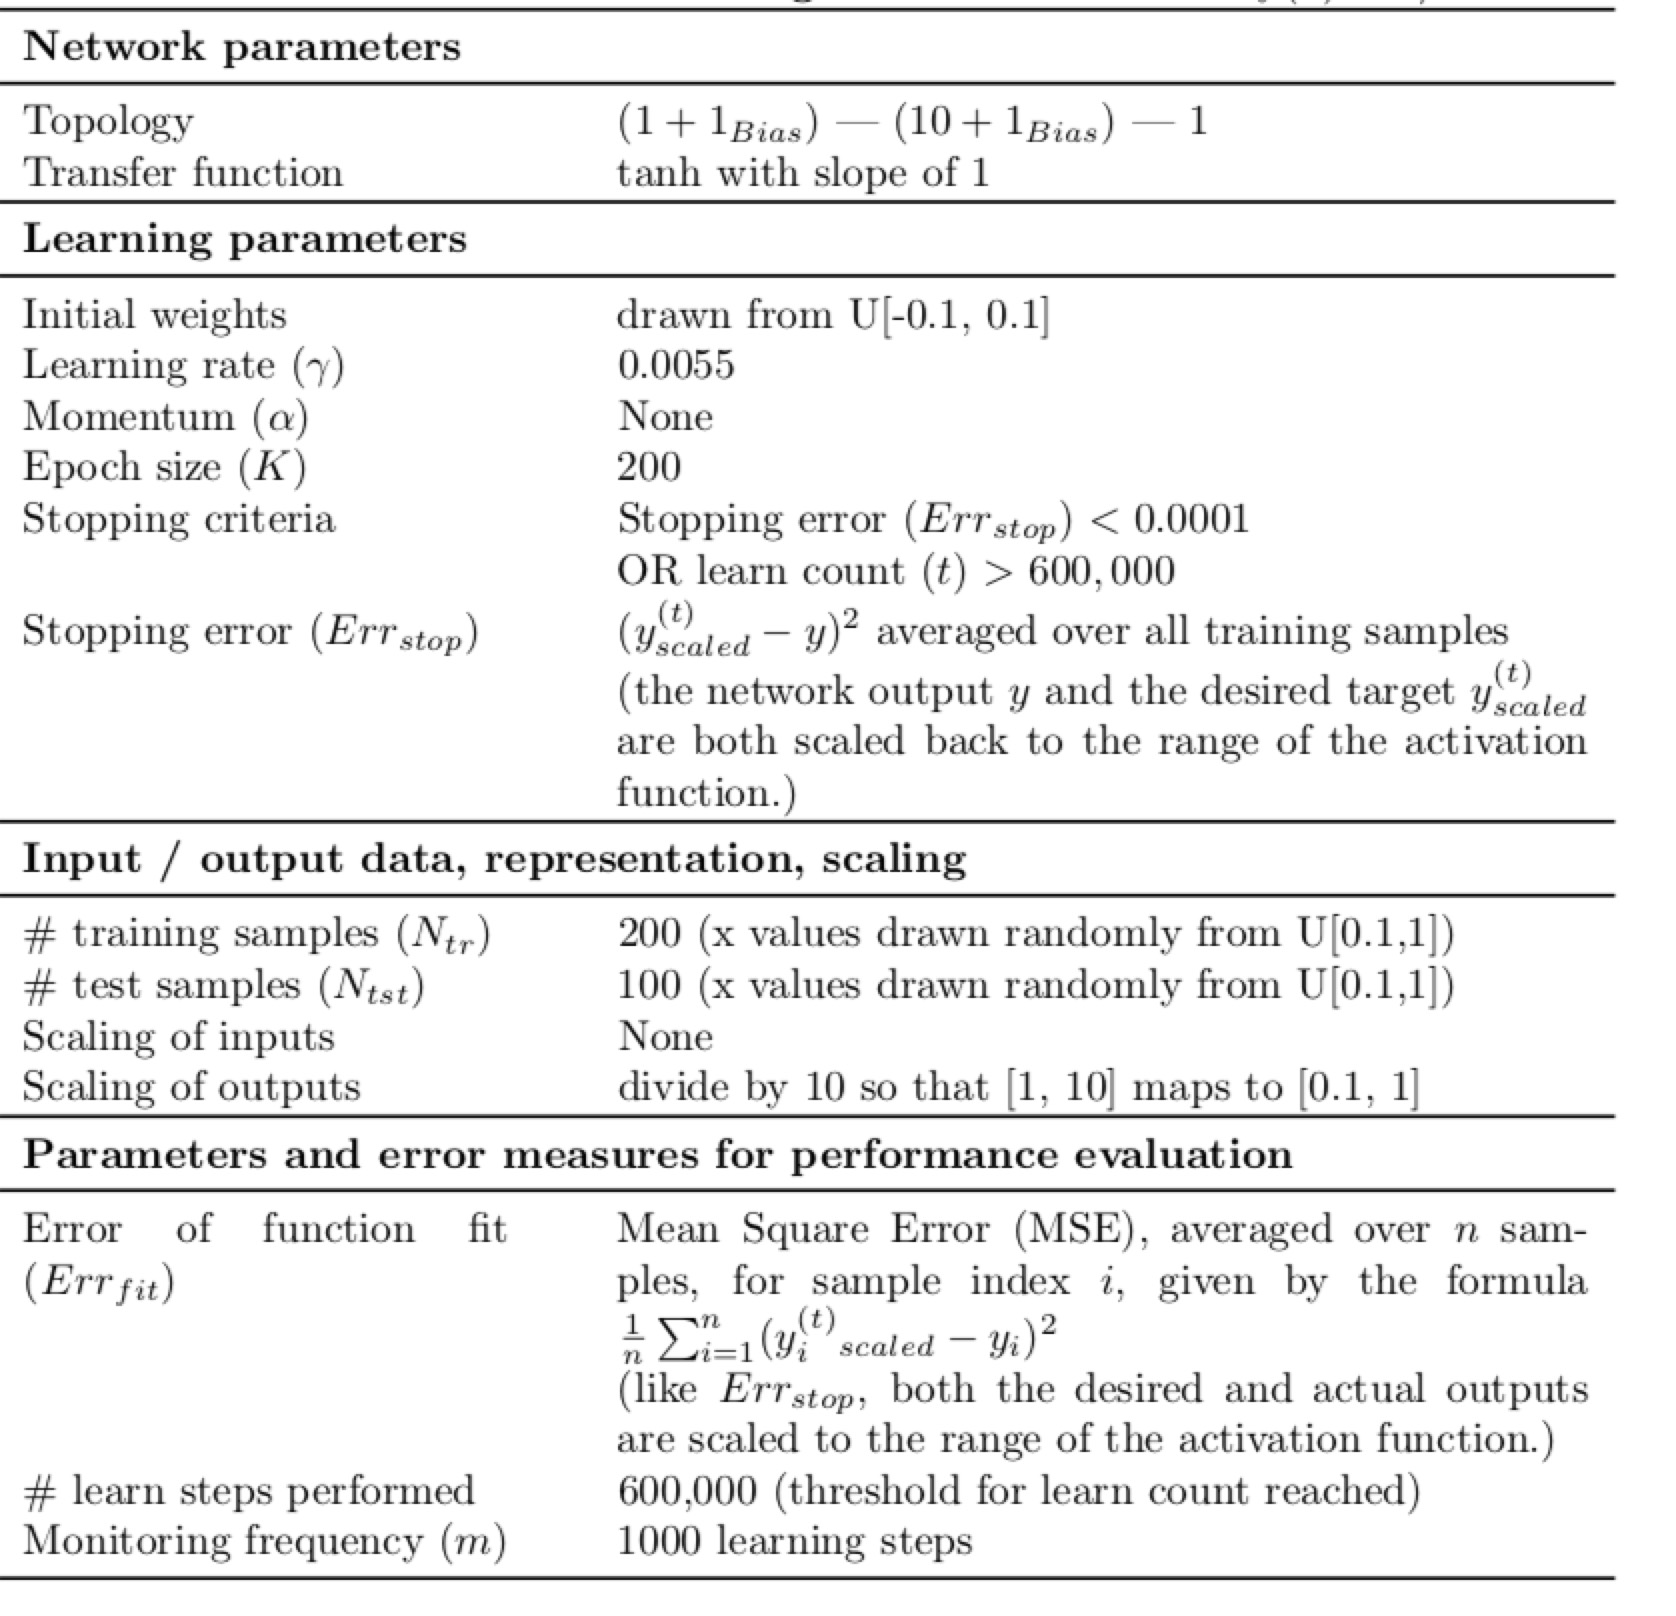 Network parameters
Topology (1 + 1_{Bias}) — (10 + 1_{Bias}) — 1
Transfer function tanh with slope of 1
Learning parameters
Initial weights drawn from U[-0.1, 0.1]
Learning rate (γ) 0.0055
Momentum (α) None
Epoch size (K) 200
Stopping criteria Stopping error (Err_{stop}) < 0.0001
OR learn count (t) > 600,000
Stopping error (Err_{stop}) (y_{scaled}^{(t)} − y)^2 averaged over all training samples
(the network output y and the desired target y_{scaled}^{(t)}
are both scaled back to the range of the activation
function.)
Input / output data, representation, scaling
# training samples (N_{tr}) 200 (x values drawn randomly from U[0.1,1])
# test samples (N_{tst}) 100 (x values drawn randomly from U[0.1,1])
Scaling of inputs None
Scaling of outputs divide by 10 so that [1, 10] maps to [0.1, 1]
Parameters and error measures for performance evaluation
Error of function fit Mean Square Error (MSE), averaged over n sam-
(Err_{fit}) ples, for sample index i, given by the formula
\frac{1}{n} ∑_{i=1}^{n} (y_i^{(t)}{}_{scaled} − y_i)^2
(like Err_{stop}, both the desired and actual outputs
are scaled to the range of the activation function.)
# learn steps performed 600,000 (threshold for learn count reached)
Monitoring frequency (m) 1000 learning steps